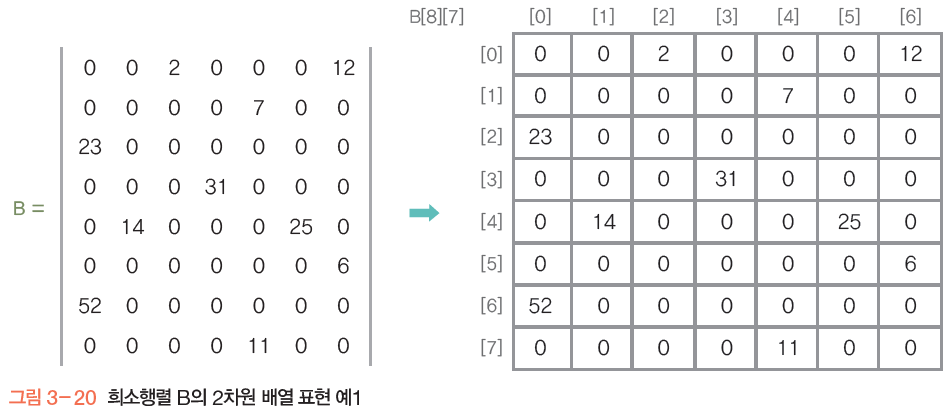 B =
0 0 2 0 0 0 12
0 0 0 0 7 0 0
23 0 0 0 0 0 0
0 0 0 31 0 0 0
0 14 0 0 0 25 0
0 0 0 0 0 0 6
52 0 0 0 0 0 0
0 0 0 0 11 0 0
B[8][7] [0] [1] [2] [3] [4] [5] [6]
[0] 0 0 2 0 0 0 12
[1] 0 0 0 0 7 0 0
[2] 23 0 0 0 0 0 0
[3] 0 0 0 31 0 0 0
[4] 0 14 0 0 0 25 0
[5] 0 0 0 0 0 0 6
[6] 52 0 0 0 0 0 0
[7] 0 0 0 0 11 0 0
그림 3-20 희소행렬 B의 2차원 배열 표현 예1